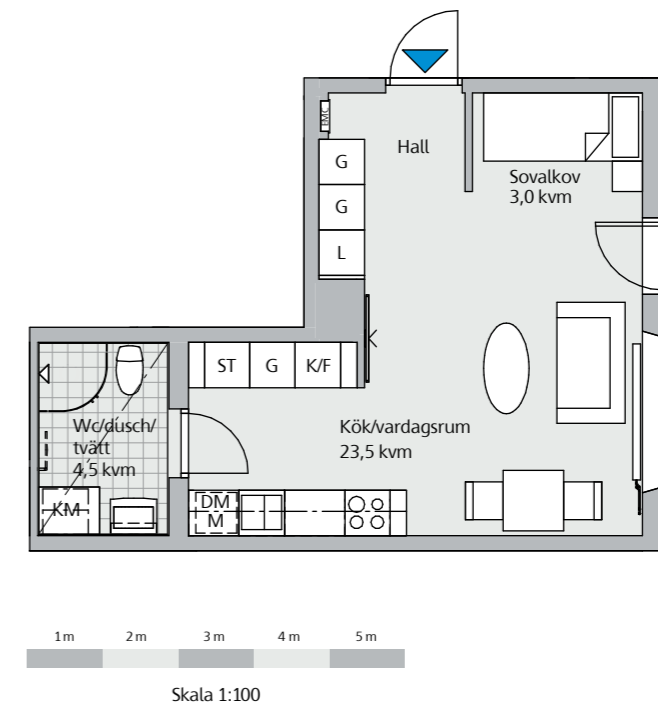 EMC
Hall
G
G
L
Sovalkov
3,0 kvm
ST G K/F
Wc/dusch/
tvätt
4,5 kvm
Kök/vardagsrum
23,5 kvm
KM
DM
M
1 m 2 m 3 m 4 m 5 m
Skala 1:100